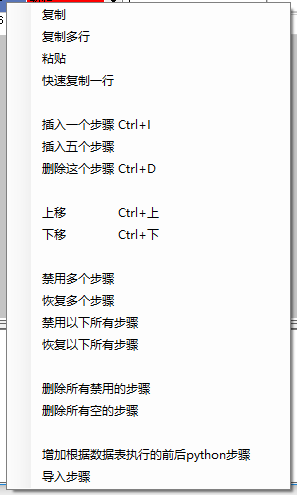 复制
复制多行
粘贴
快速复制一行
插入一个步骤 Ctrl+I
插入五个步骤
删除这个步骤 Ctrl+D
上移 Ctrl+上
下移 Ctrl+下
禁用多个步骤
恢复多个步骤
禁用以下所有步骤
恢复以下所有步骤
删除所有禁用的步骤
删除所有空的步骤
增加根据数据表执行的前后python步骤
导入步骤